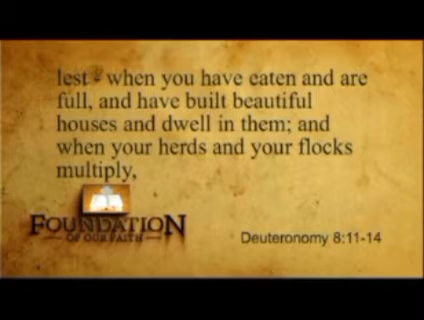 lest when you have eaten and are
full, and have built beautiful
houses and dwell in them; and
when your herds and your flocks
multiply,
FOUNDATION
OF OUR FAITH
Deuteronomy 8:11-14